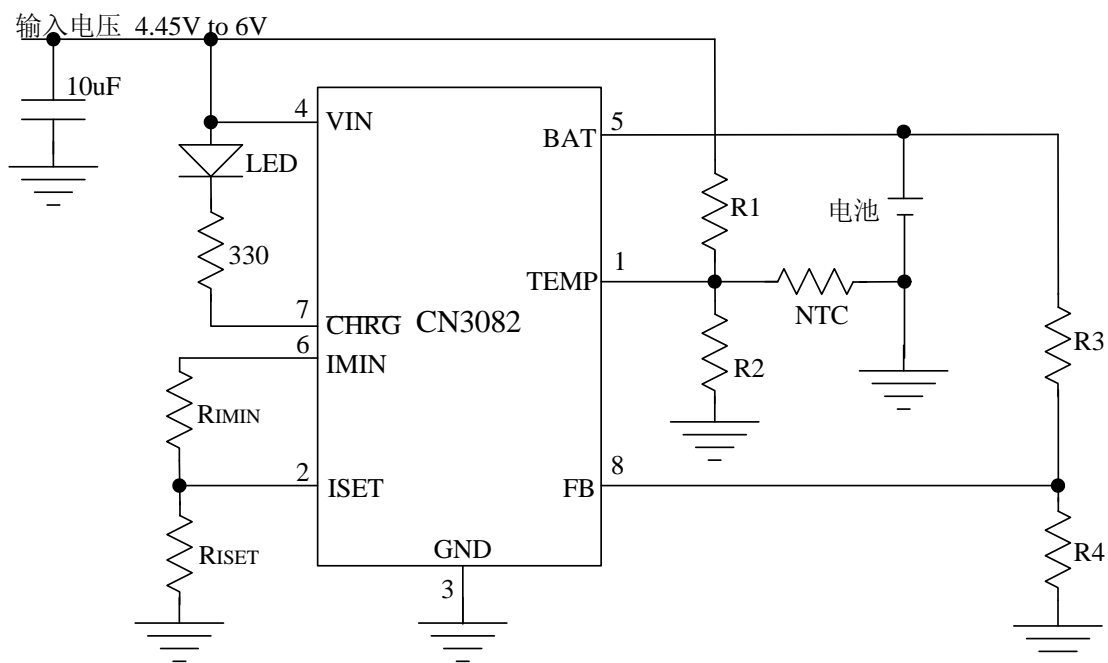 输入电压 4.45V to 6V
10uF
4
VIN
LED
330
7
CHRG
CN3082
6
IMIN
RIMIN
2
ISET
RISET
GND
3
BAT
5
TEMP
1
FB
8
R1
R2
NTC
电池
R3
R4